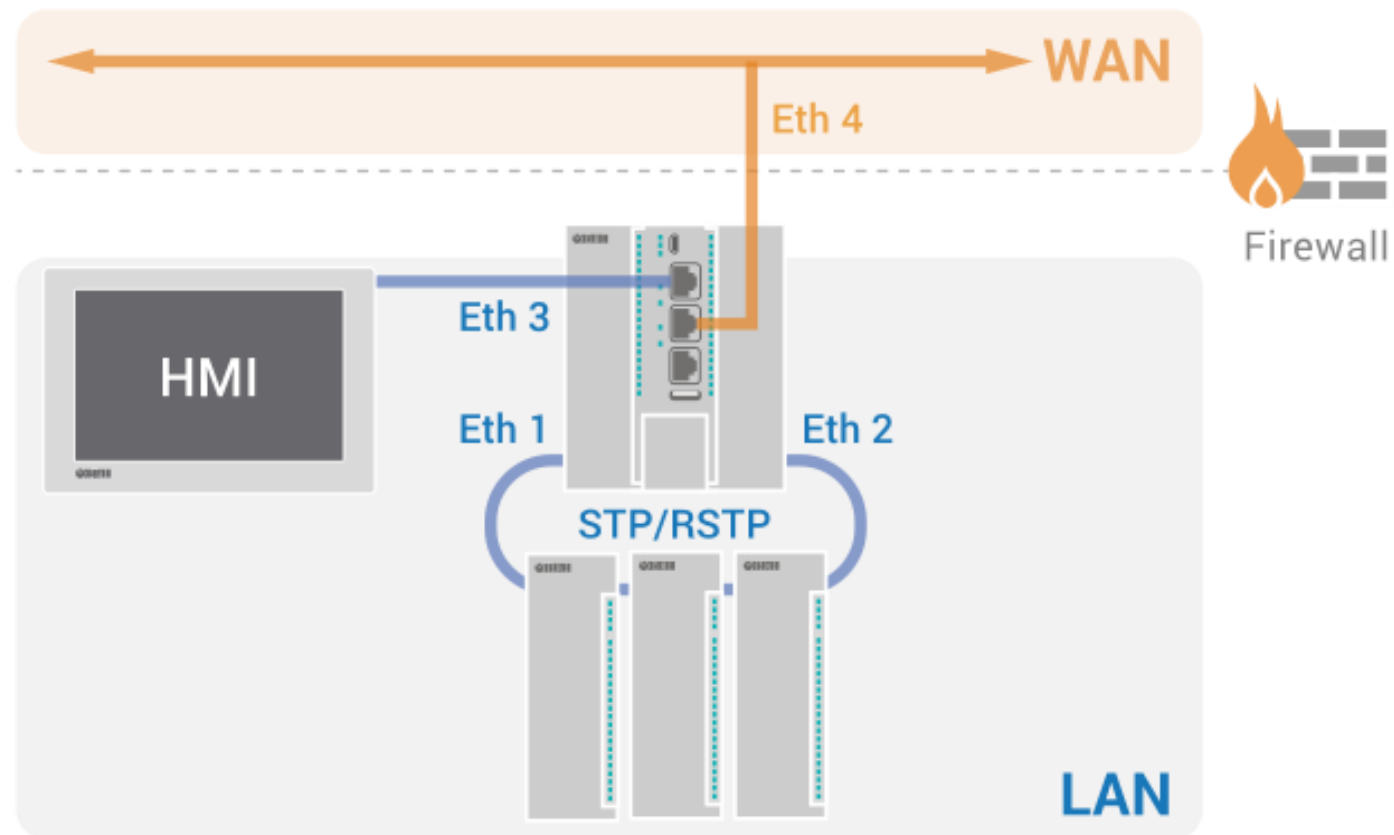 WAN
Eth 4
Firewall
Eth 3
HMI
Eth 1
Eth 2
STP/RSTP
LAN